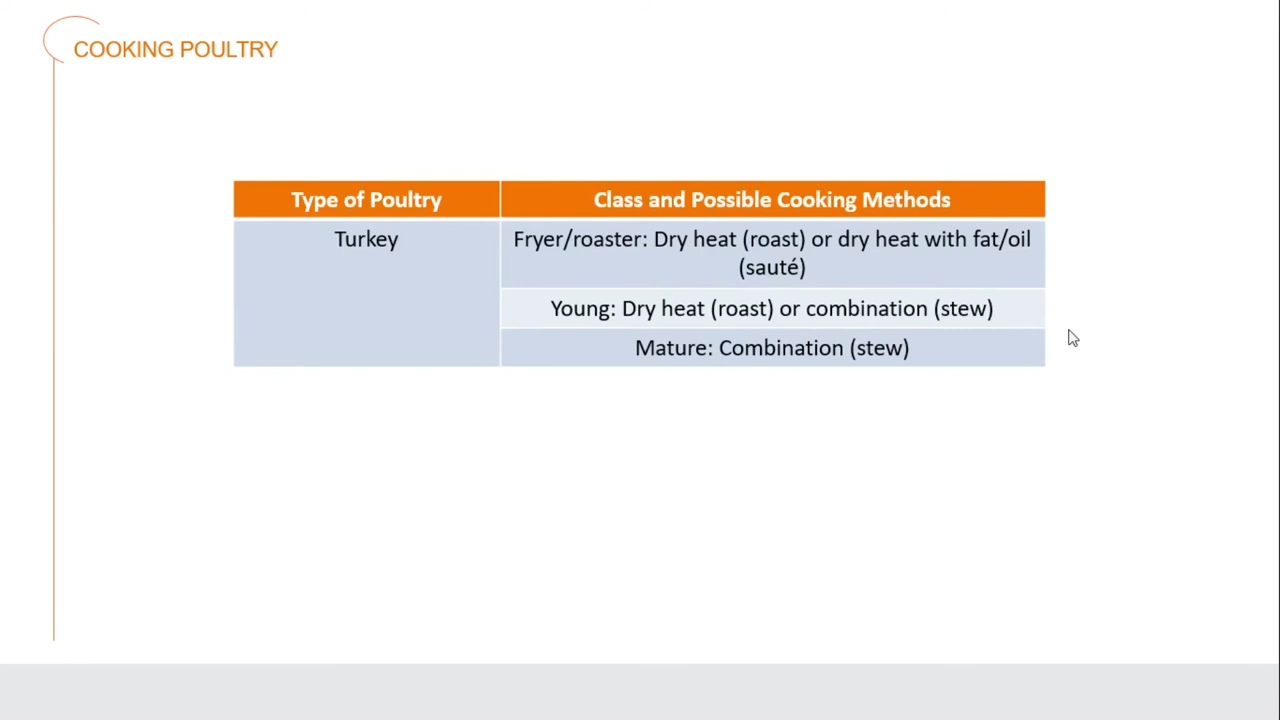 COOKING POULTRY
Type of Poultry
Class and Possible Cooking Methods
Turkey
Fryer/roaster: Dry heat (roast) or dry heat with fat/oil
(sauté)
Young: Dry heat (roast) or combination (stew)
Mature: Combination (stew)